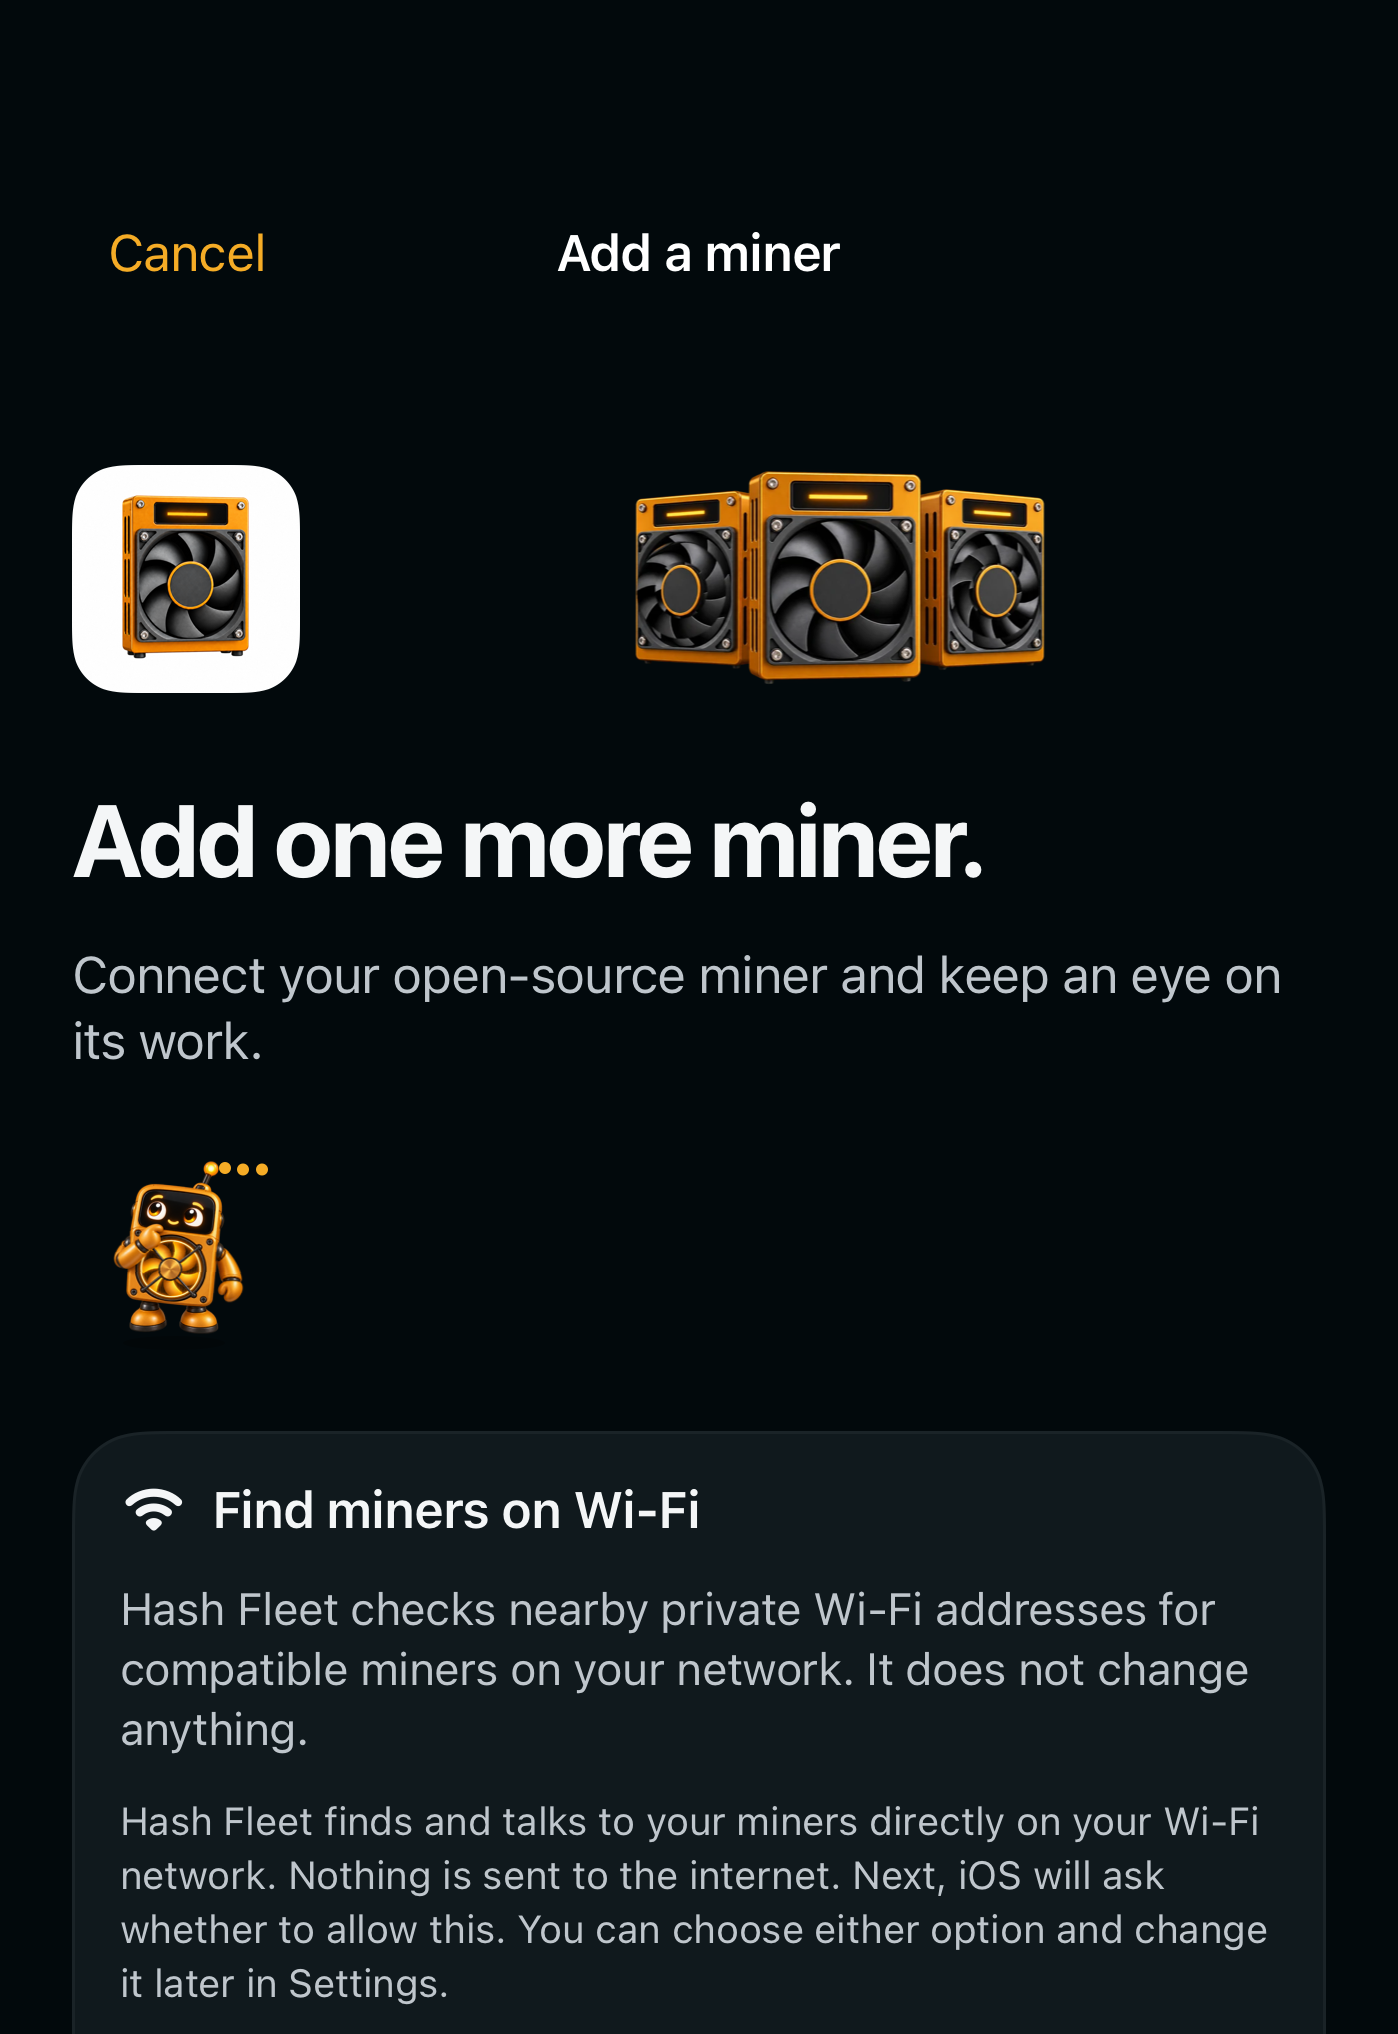 Cancel
Add a miner
Add one more miner.
Connect your open-source miner and keep an eye on
its work.
Find miners on Wi-Fi
Hash Fleet checks nearby private Wi-Fi addresses for
compatible miners on your network. It does not change
anything.
Hash Fleet finds and talks to your miners directly on your Wi-Fi
network. Nothing is sent to the internet. Next, iOS will ask
whether to allow this. You can choose either option and change
it later in Settings.